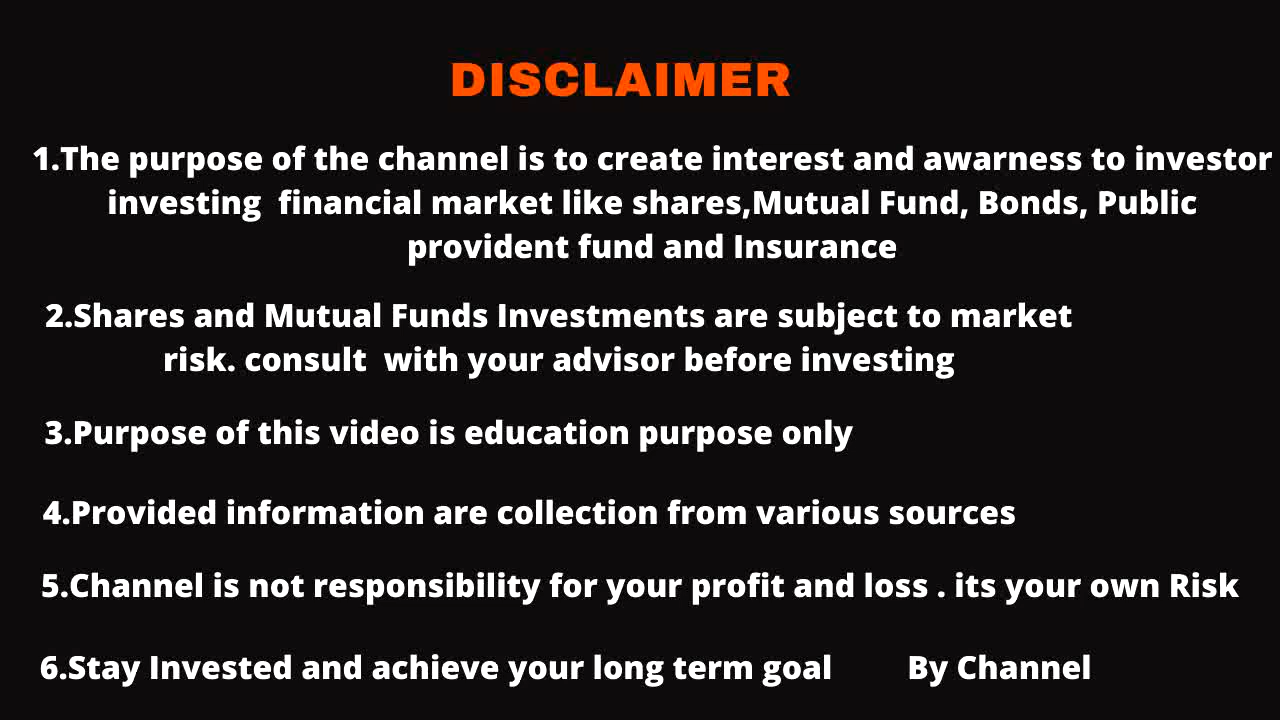 DISCLAIMER
1.The purpose of the channel is to create interest and awarness to investor
investing  financial market like shares,Mutual Fund, Bonds, Public
provident fund and Insurance
2.Shares and Mutual Funds Investments are subject to market
risk. consult  with your advisor before investing
3.Purpose of this video is education purpose only
4.Provided information are collection from various sources
5.Channel is not responsibility for your profit and loss . its your own Risk
6.Stay Invested and achieve your long term goal By Channel